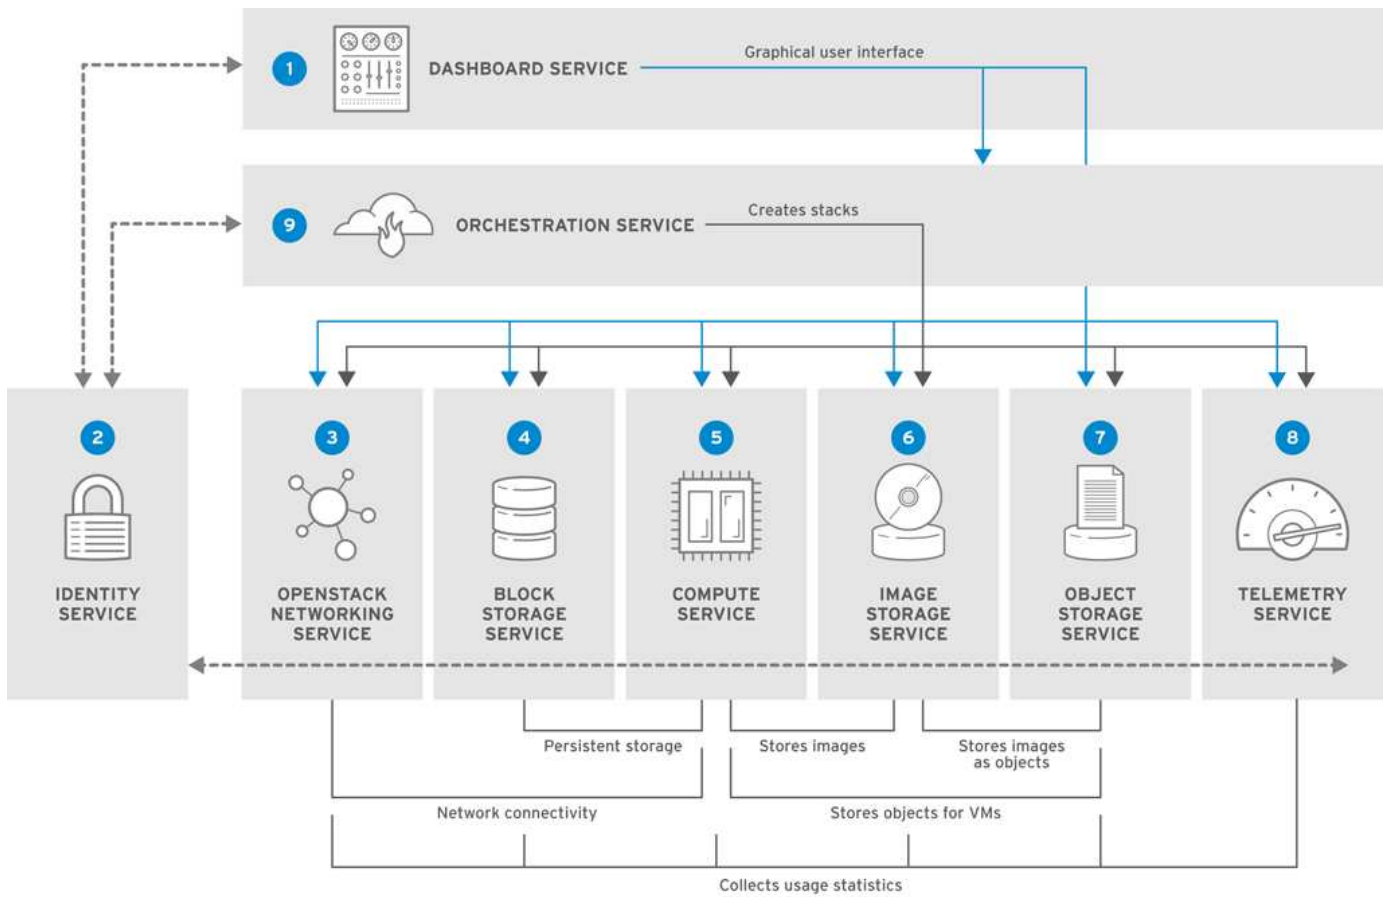 1
DASHBOARD SERVICE
Graphical user interface
9
ORCHESTRATION SERVICE
Creates stacks
2
IDENTITY
SERVICE
3
OPENSTACK
NETWORKING
SERVICE
4
BLOCK
STORAGE
SERVICE
5
COMPUTE
SERVICE
6
IMAGE
STORAGE
SERVICE
7
OBJECT
STORAGE
SERVICE
8
TELEMETRY
SERVICE
Persistent storage
Stores images
Stores images
as objects
Network connectivity
Stores objects for VMs
Collects usage statistics